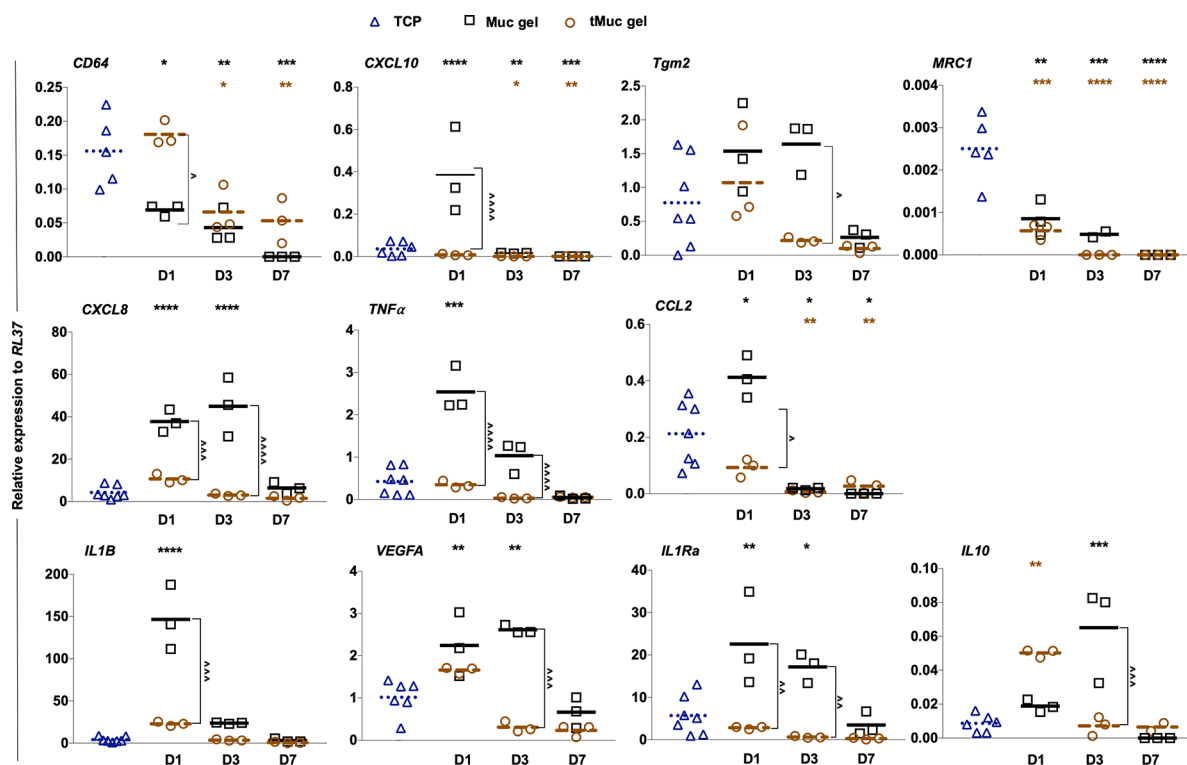 TCP Muc gel tMuc gel
Relative expression to RL37
CD64 * ** ***
* **
0.25
0.20
0.15
0.10
0.05
0.00
D1 D3 D7
CXCL10 **** ** ***
* **
0.8
0.6
0.4
0.2
0.0
D1 D3 D7
Tgm2
2.5
2.0
1.5
1.0
0.5
0.0
D1 D3 D7
MRC1 ** *** ****
*** **** ****
0.004
0.003
0.002
0.001
0.000
D1 D3 D7
CXCL8 **** ****
80
60
40
20
0
D1 D3 D7
TNFα ***
4
3
2
1
0
D1 D3 D7
CCL2 * * *
** **
0.6
0.4
0.2
0.0
D1 D3 D7
IL1B ****
200
150
100
50
0
D1 D3 D7
VEGFA ** **
4
3
2
1
0
D1 D3 D7
IL1Ra ** *
40
30
20
10
0
D1 D3 D7
IL10 ***
**
0.10
0.08
0.06
0.04
0.02
0.00
D1 D3 D7